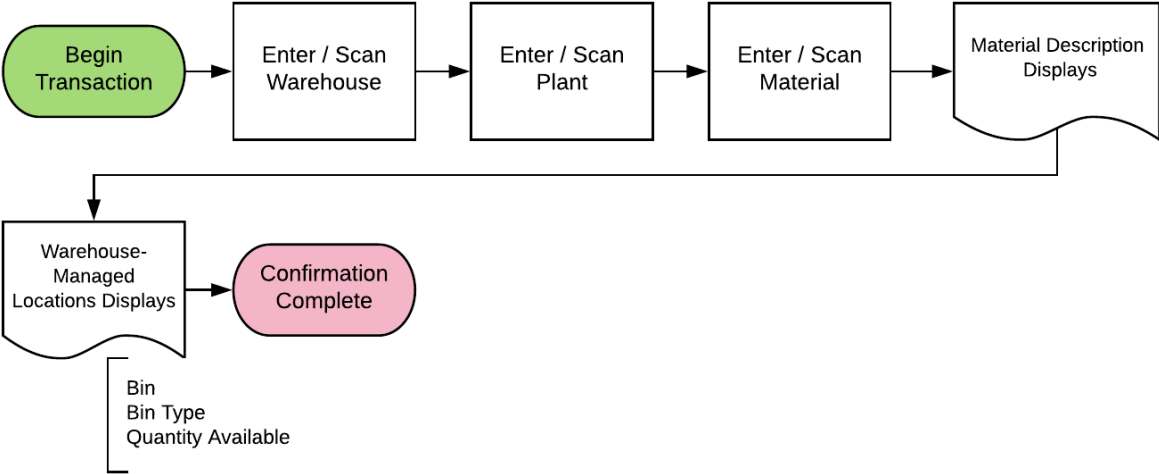 Begin
Transaction
Enter / Scan
Warehouse
Enter / Scan
Plant
Enter / Scan
Material
Material Description
Displays
Warehouse-
Managed
Locations Displays
Confirmation
Complete
Bin
Bin Type
Quantity Available